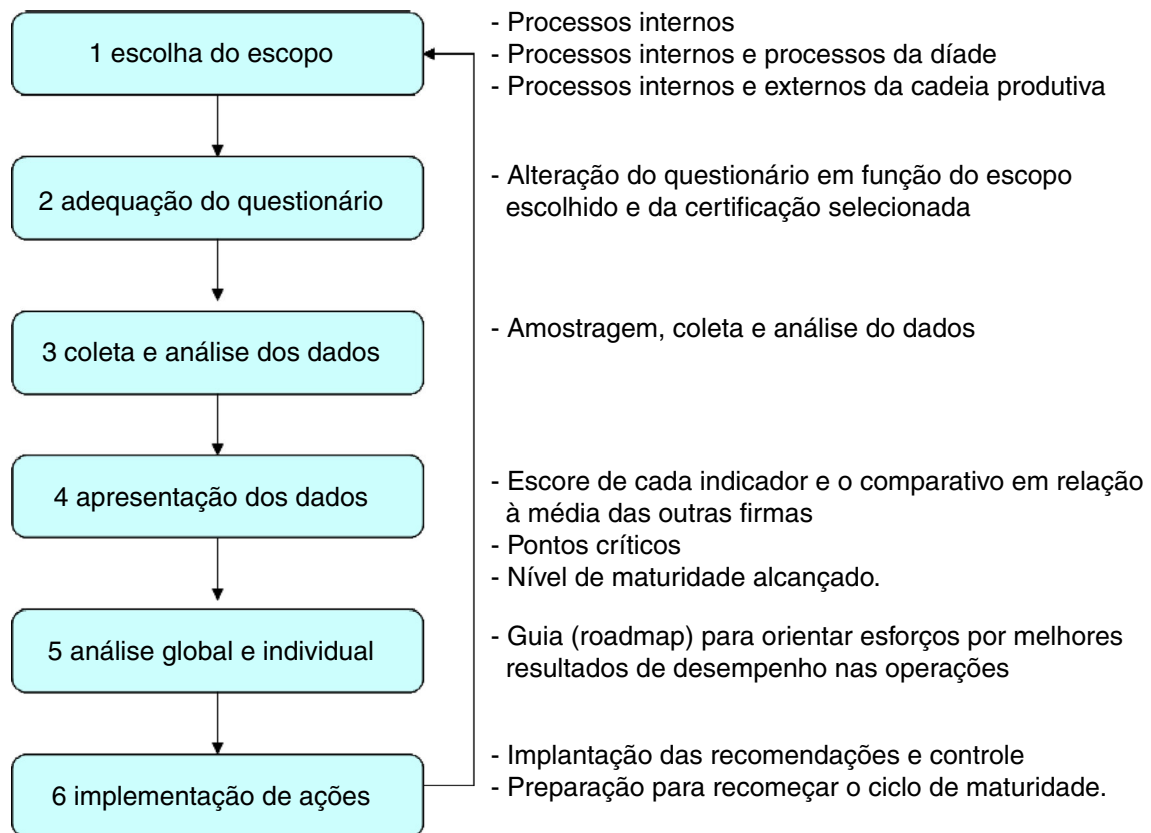 1 escolha do escopo
- Processos internos
- Processos internos e processos da díade
- Processos internos e externos da cadeia produtiva
2 adequação do questionário
- Alteração do questionário em função do escopo
escolhido e da certificação selecionada
3 coleta e análise dos dados
- Amostragem, coleta e análise do dados
4 apresentação dos dados
- Escore de cada indicador e o comparativo em relação
à média das outras firmas
- Pontos críticos
- Nível de maturidade alcançado.
5 análise global e individual
- Guia (roadmap) para orientar esforços por melhores
resultados de desempenho nas operações
6 implementação de ações
- Implantação das recomendações e controle
- Preparação para recomeçar o ciclo de maturidade.